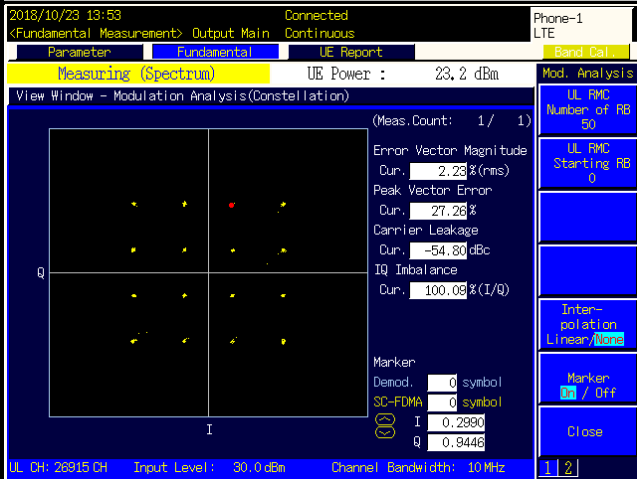 2018/10/23 13:53 Connected Phone-1
<Fundamental Measurement> Output Main Continuous LTE
Parameter Fundamental UE Report Band Cal.
Measuring (Spectrum) UE Power : 23.2 dBm Mod. Analysis
View Window - Modulation Analysis(Constellation)
UL RMC
Number of RB
50
(Meas.Count: 1/ 1)
Error Vector Magnitude
Cur. 2.23 %(rms)
UL RMC
Starting RB
0
Peak Vector Error
Cur. 27.26 %
Carrier Leakage
Cur. -54.80 dBc
IQ Imbalance
Cur. 100.09 %(I/Q)
Q
I
Inter-
polation
Linear/None
Marker
Demod. 0 symbol
SC-FDMA 0 symbol
I 0.2990
Q 0.9446
Marker
On / Off
Close
UL CH: 26915 CH Input Level: 30.0 dBm Channel Bandwidth: 10 MHz 1 2